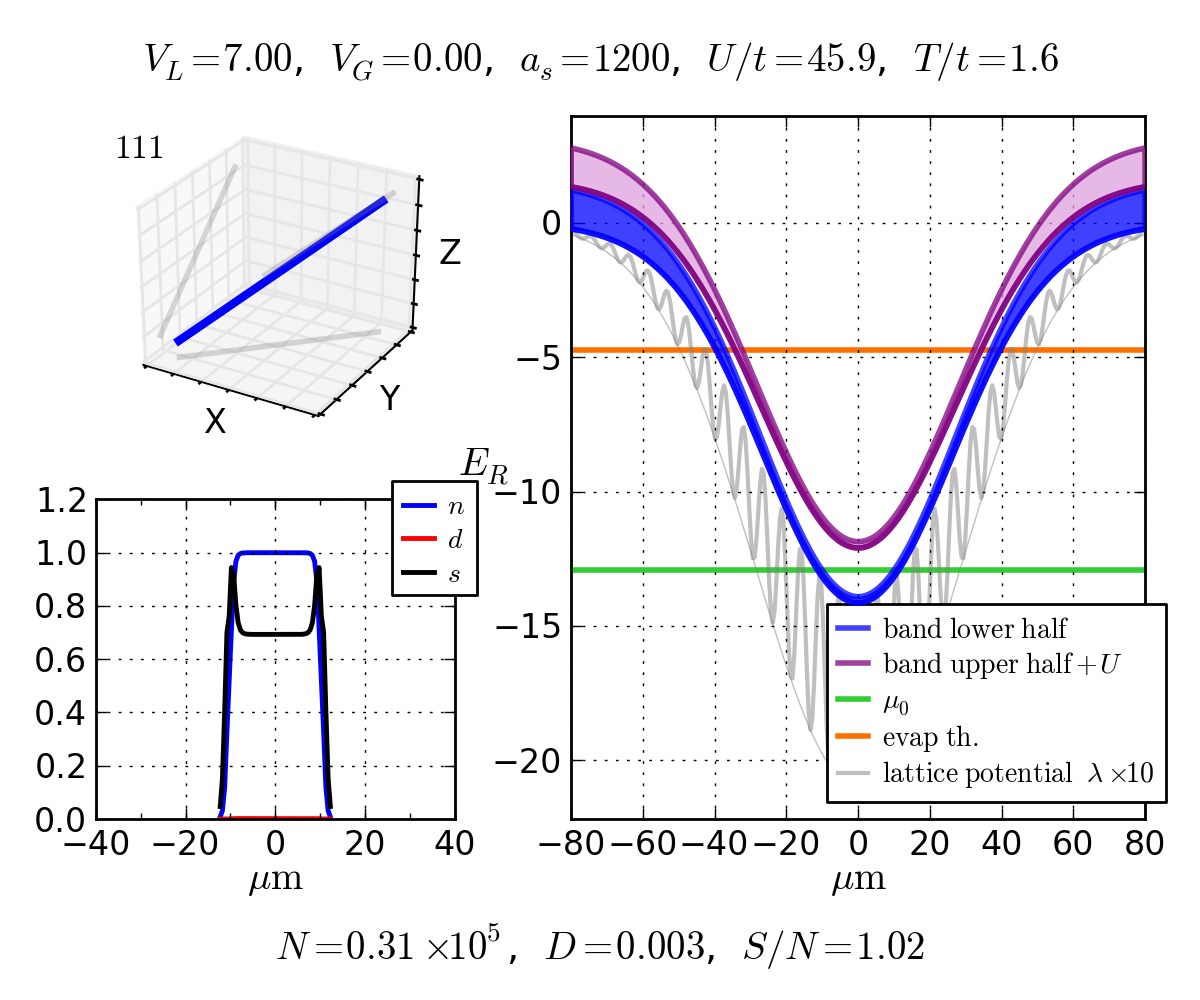 V_L=7.00, V_G=0.00, a_s=1200, U/t=45.9, T/t=1.6
111
Z
Y
X
E_R
1.2
1.0
0.8
0.6
0.4
0.2
0.0
−40 −20 0 20 40
μm
n
d
s
0
−5
−10
−15
−20
−80 −60 −40 −20 0 20 40 60 80
μm
band lower half
band upper half+U
μ_0
evap th.
lattice potential λ×10
N=0.31×10^5, D=0.003, S/N=1.02